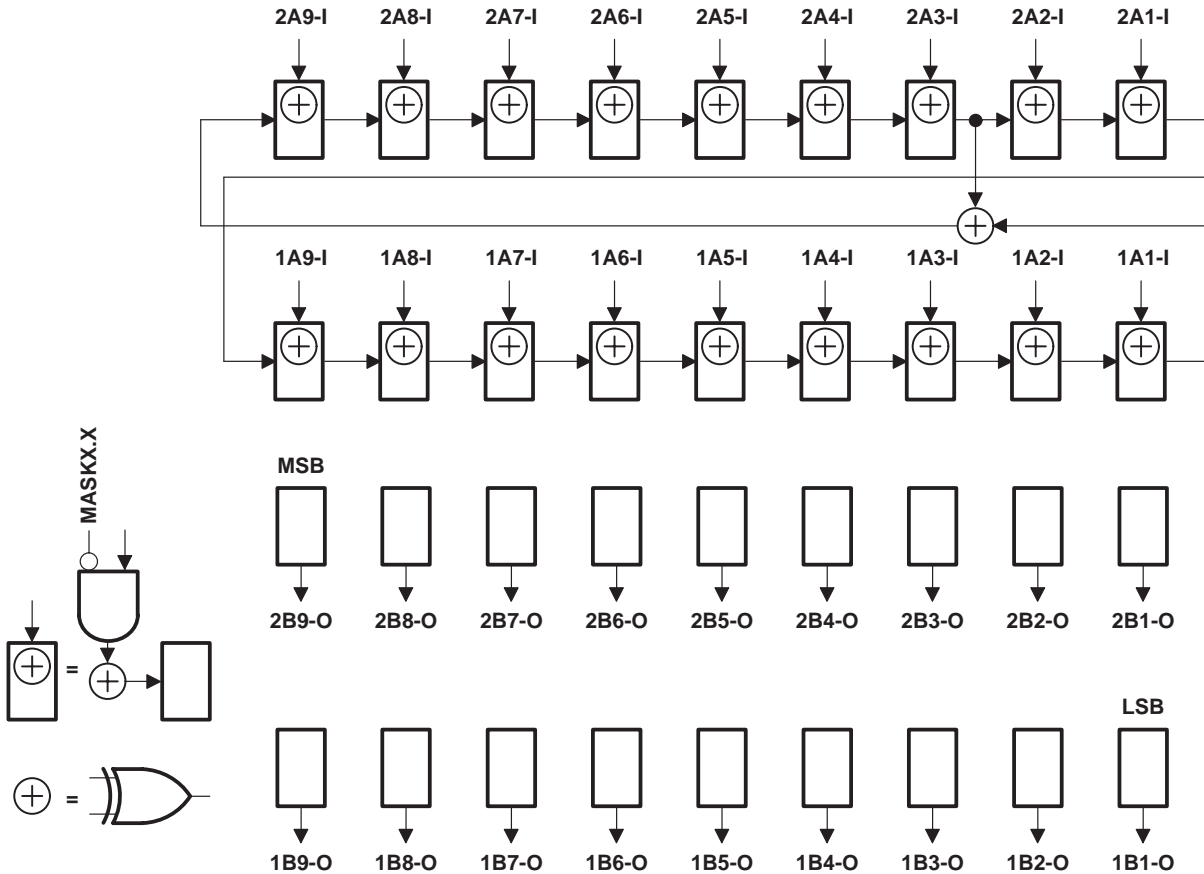 2A9-I 2A8-I 2A7-I 2A6-I 2A5-I 2A4-I 2A3-I 2A2-I 2A1-I
1A9-I 1A8-I 1A7-I 1A6-I 1A5-I 1A4-I 1A3-I 1A2-I 1A1-I
MASKX.X
MSB
2B9-O 2B8-O 2B7-O 2B6-O 2B5-O 2B4-O 2B3-O 2B2-O 2B1-O
=
LSB
=
1B9-O 1B8-O 1B7-O 1B6-O 1B5-O 1B4-O 1B3-O 1B2-O 1B1-O